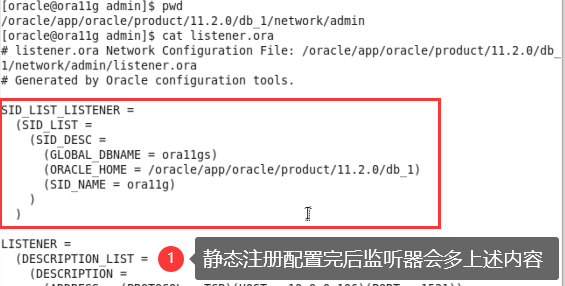 [oracle@ora11g admin]$ pwd
/oracle/app/oracle/product/11.2.0/db_1/network/admin
[oracle@ora11g admin]$ cat listener.ora
# listener.ora Network Configuration File: /oracle/app/oracle/product/11.2.0/db_
1/network/admin/listener.ora
# Generated by Oracle configuration tools.
SID_LIST_LISTENER =
(SID_LIST =
(SID_DESC =
(GLOBAL_DBNAME = ora11gs)
(ORACLE_HOME = /oracle/app/oracle/product/11.2.0/db_1)
(SID_NAME = ora11g)
)
)
LISTENER =
(DESCRIPTION_LIST =
1 静态注册配置完后监听器会多上述内容
(DESCRIPTION =